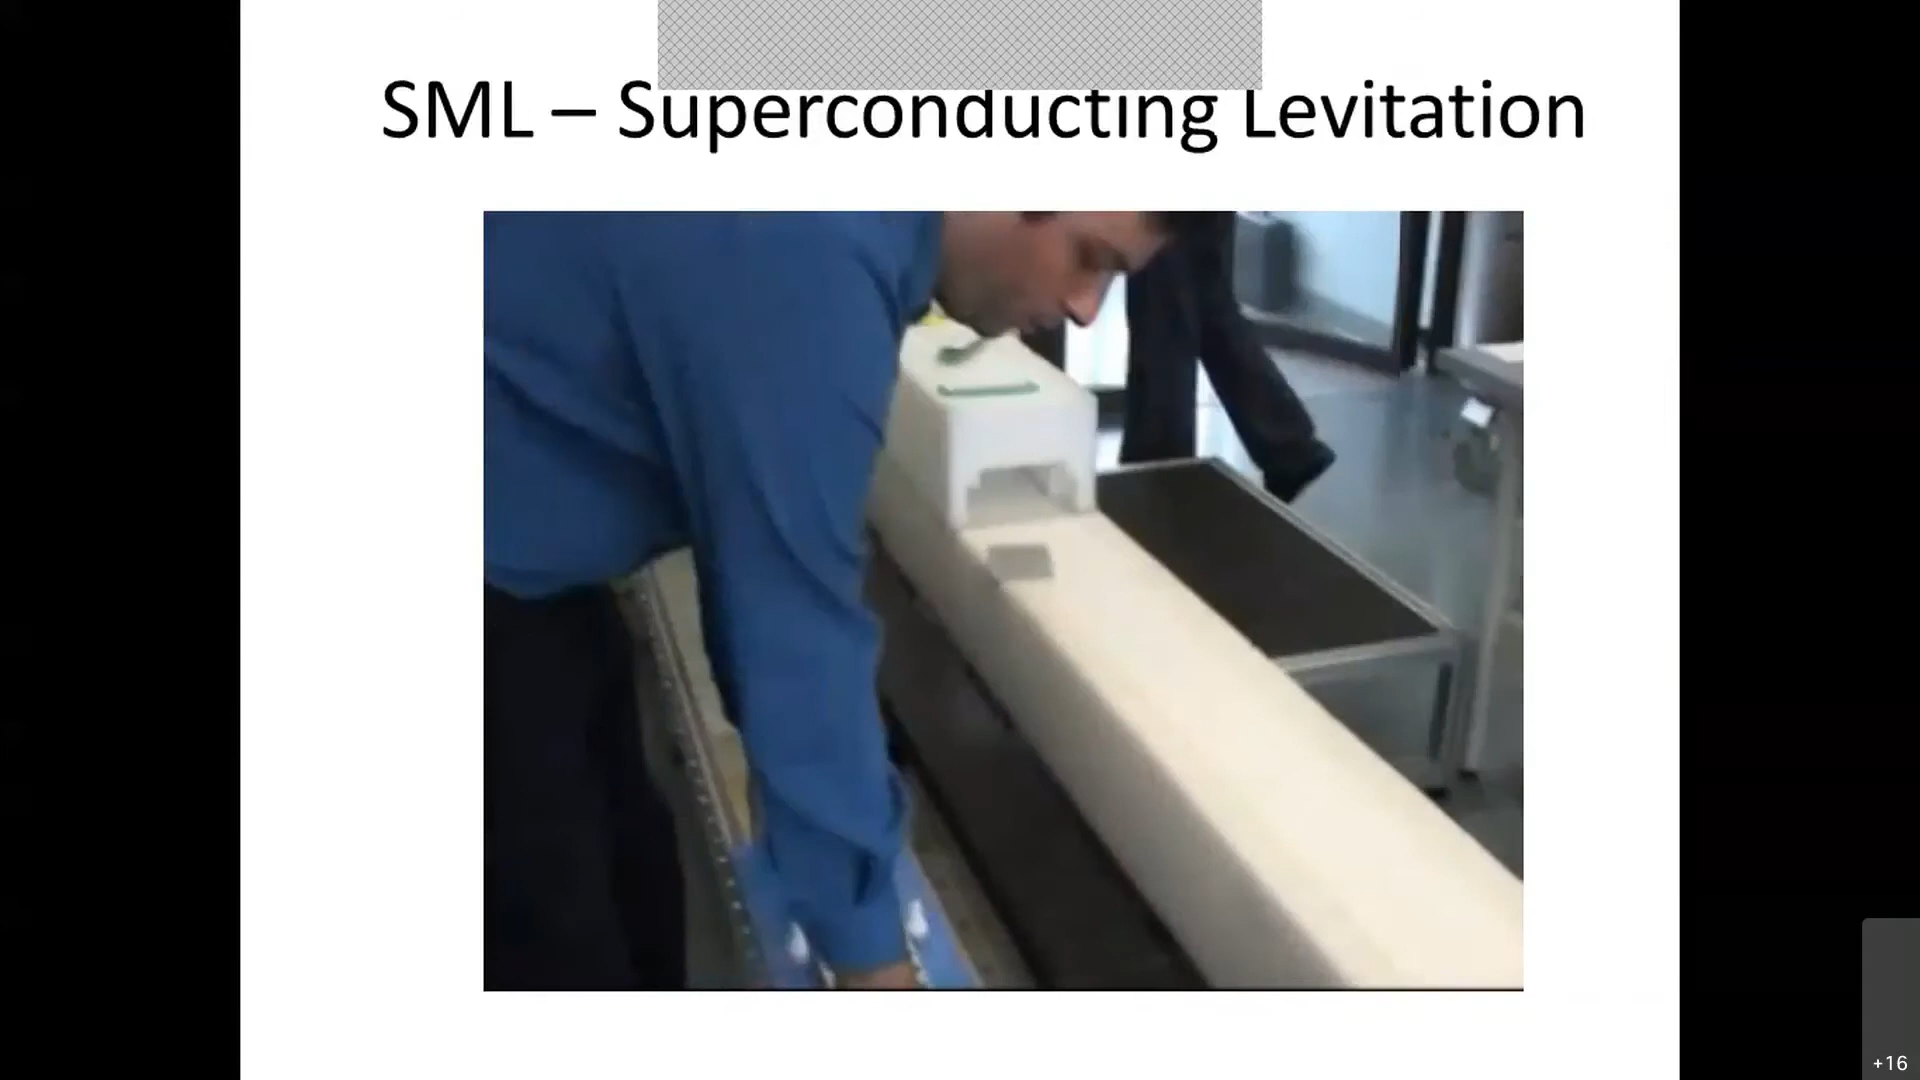 SML – Superconducting Levitation
+16